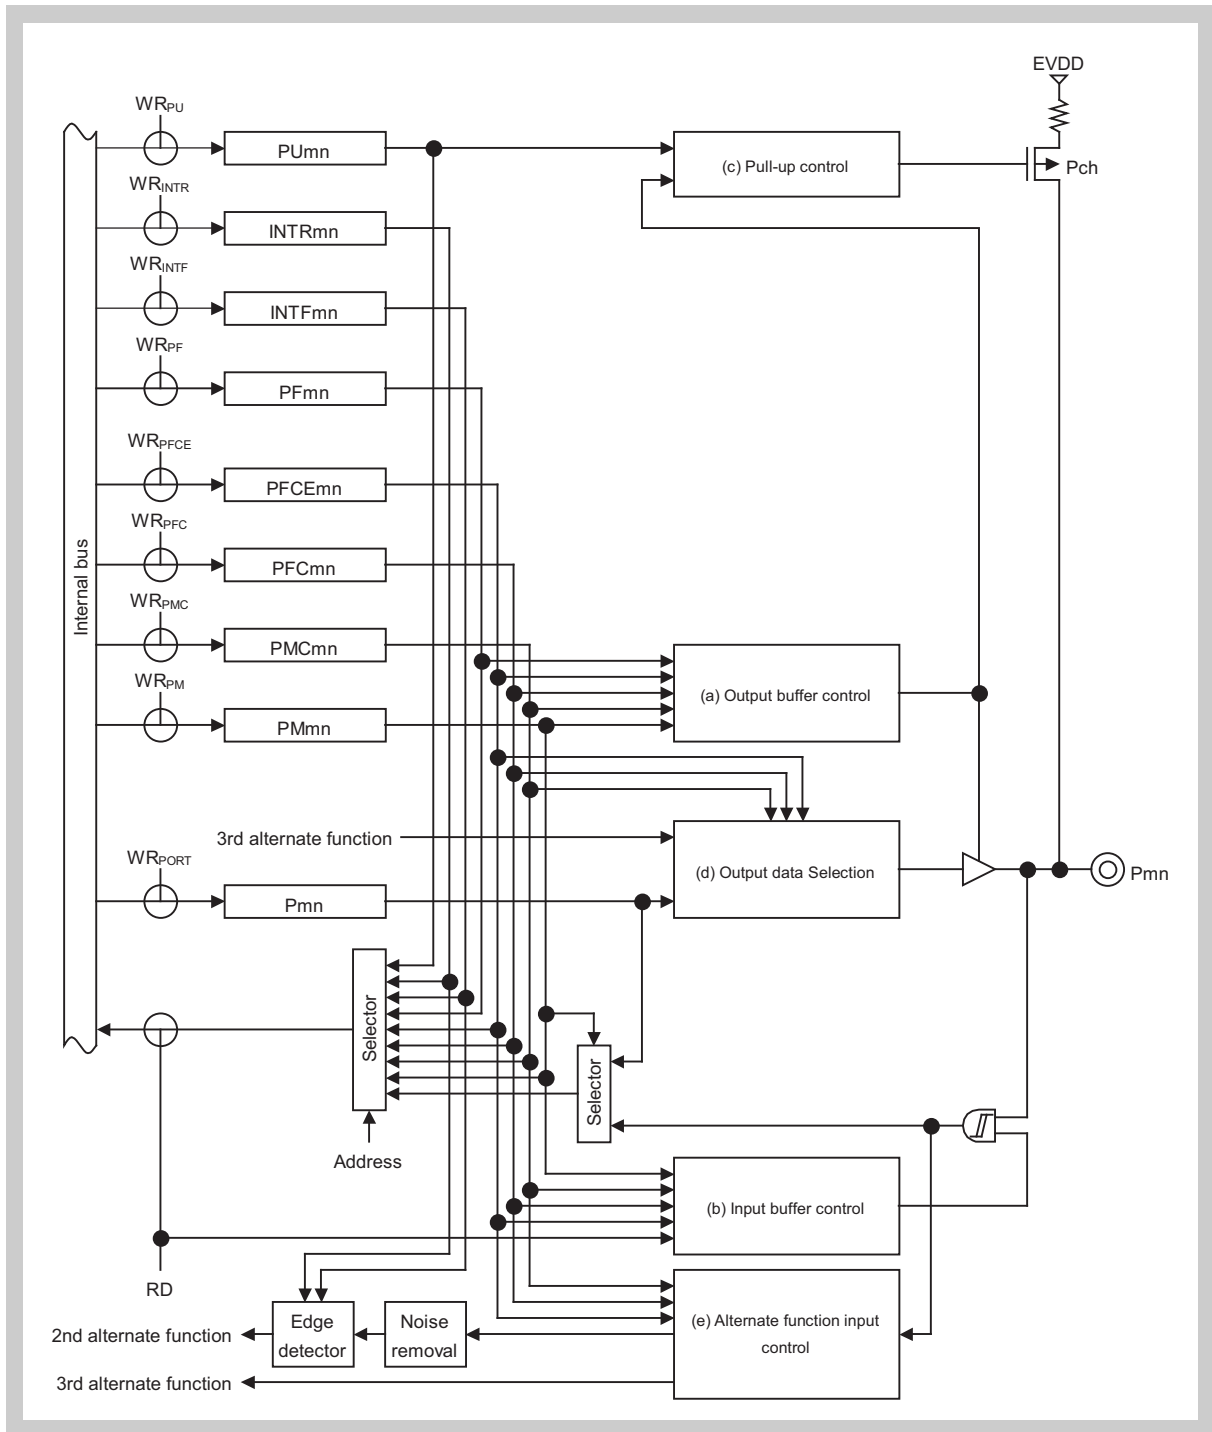 EVDD
WRPU
PUmn
(c) Pull-up control
Pch
WRINTR
INTRmn
WRINTF
INTFmn
WRPF
PFmn
WRPFCE
PFCEmn
WRPFC
PFCmn
Internal bus
WRPMC
PMCmn
WRPM
PMmn
(a) Output buffer control
3rd alternate function
WRPORT
Pmn
(d) Output data Selection
Pmn
Selector
Selector
Address
(b) Input buffer control
RD
Edge
detector
Noise
removal
(e) Alternate function input
control
2nd alternate function
3rd alternate function